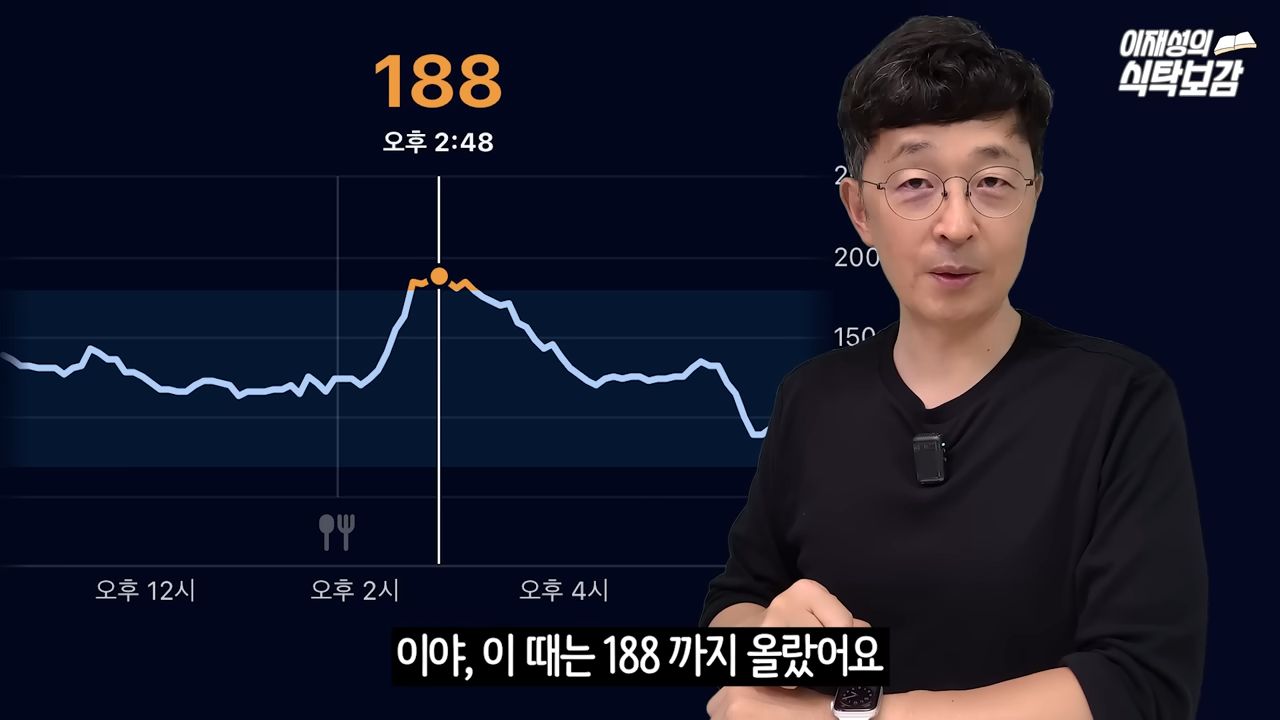 이재성의
식탁보감
188
오후 2:48
200
150
오후 12시
오후 2시
오후 4시
이야, 이 때는 188 까지 올랐어요